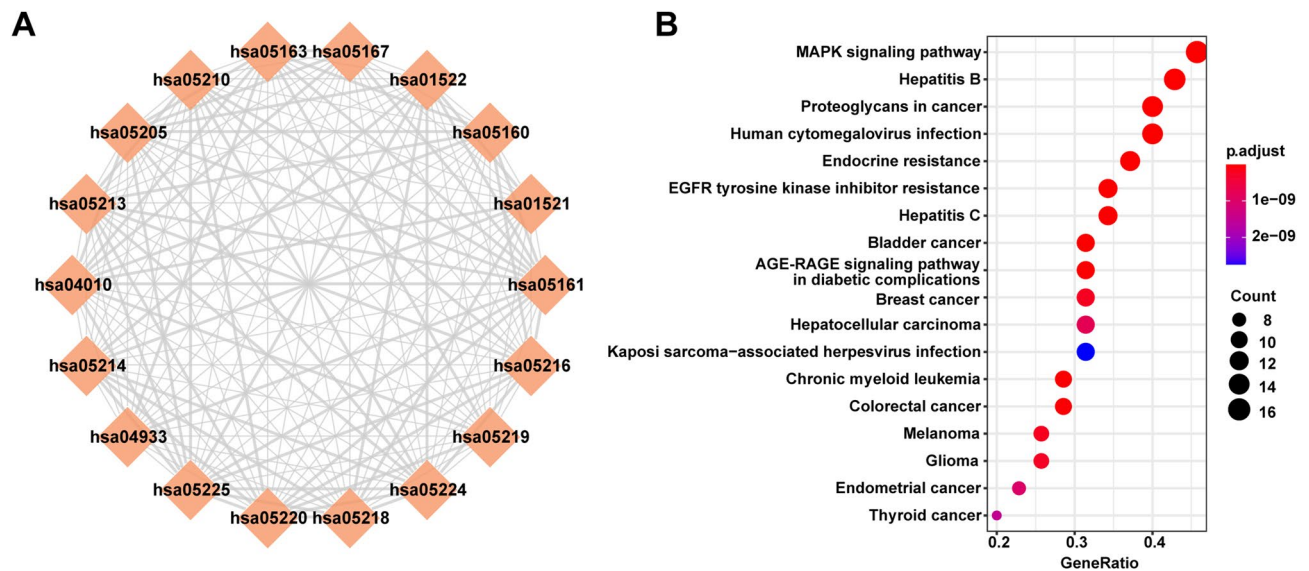 A
hsa05163
hsa05167
hsa05210
hsa01522
hsa05205
hsa05160
hsa05213
hsa01521
hsa04010
hsa05161
hsa05214
hsa05216
hsa04933
hsa05219
hsa05225
hsa05224
hsa05220
hsa05218
B
MAPK signaling pathway
Hepatitis B
Proteoglycans in cancer
Human cytomegalovirus infection
Endocrine resistance
EGFR tyrosine kinase inhibitor resistance
Hepatitis C
Bladder cancer
AGE-RAGE signaling pathway
in diabetic complications
Breast cancer
Hepatocellular carcinoma
Kaposi sarcoma−associated herpesvirus infection
Chronic myeloid leukemia
Colorectal cancer
Melanoma
Glioma
Endometrial cancer
Thyroid cancer
0.2
0.3
0.4
GeneRatio
p.adjust
1e−09
2e−09
Count
8
10
12
14
16